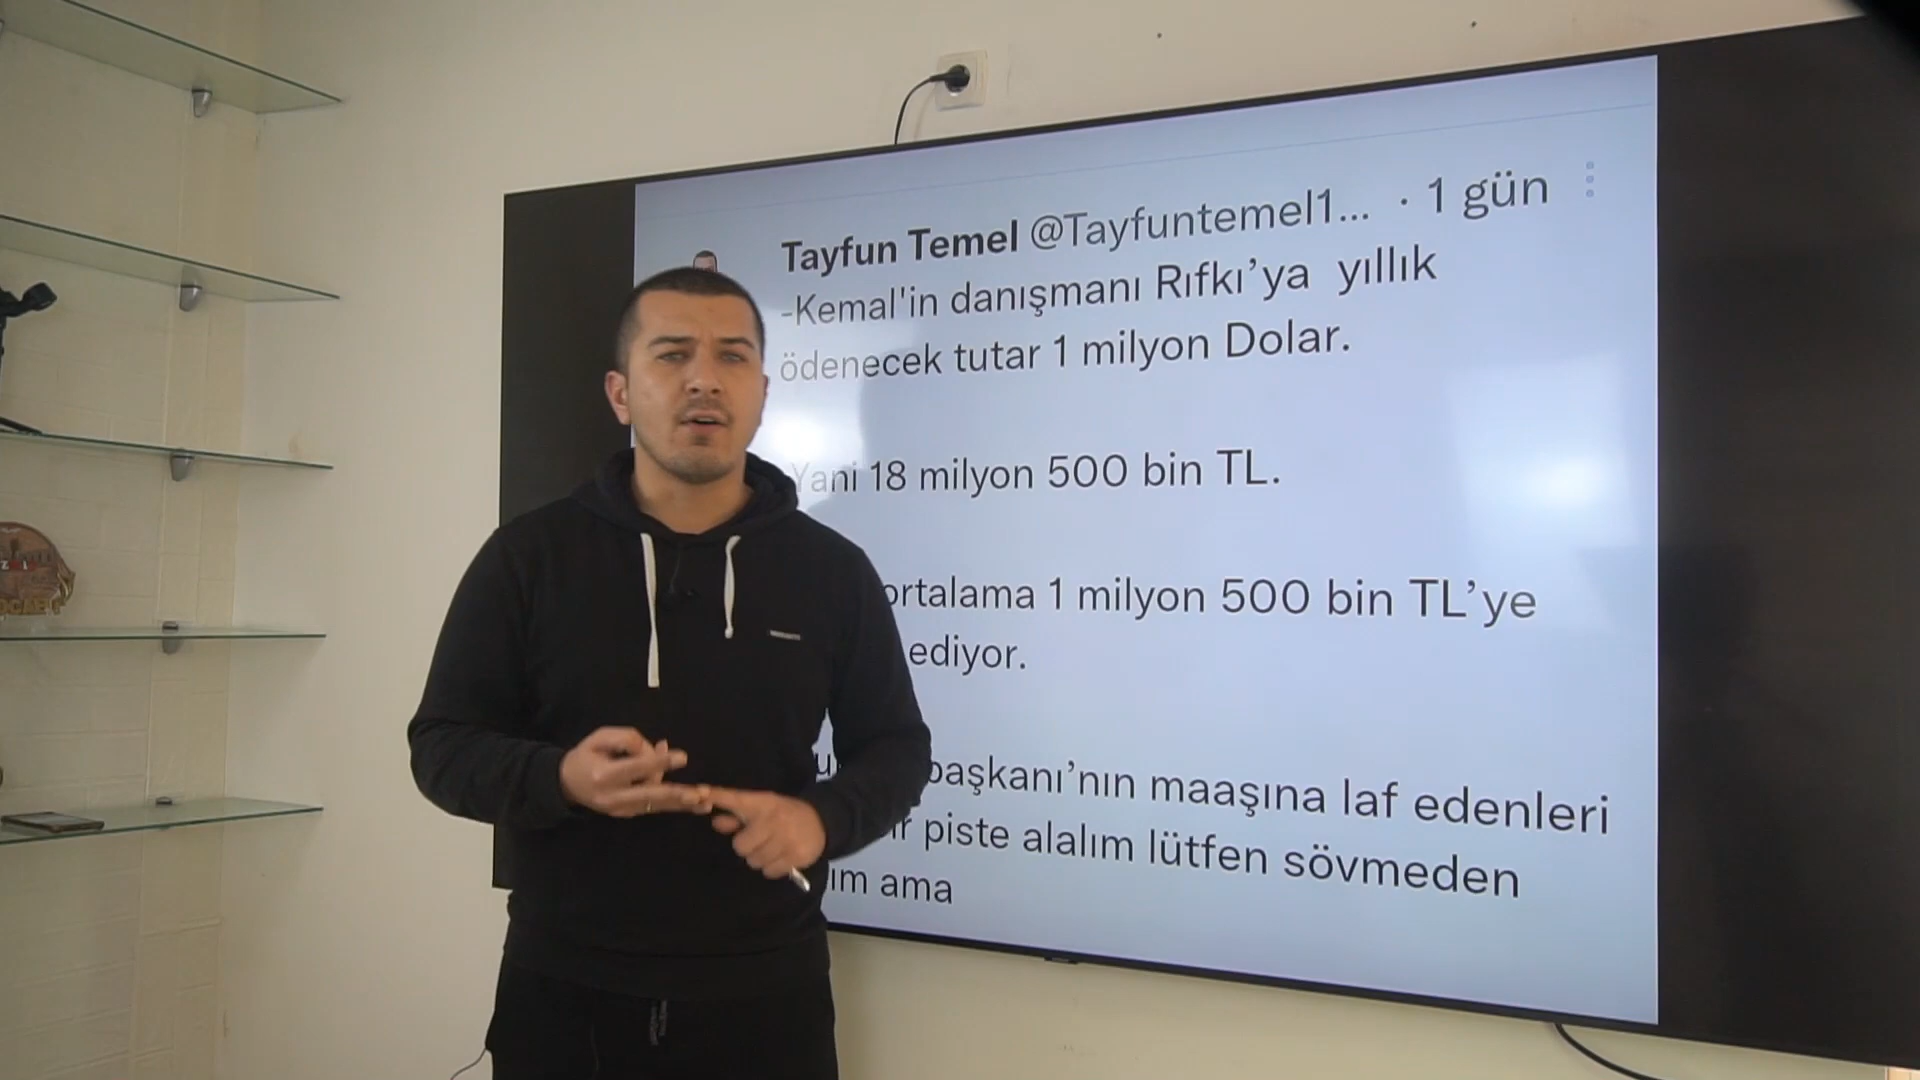 Tayfun Temel @Tayfuntemel1... · 1 gün
-Kemal'in danışmanı Rıfkı’ya yıllık
ödenecek tutar 1 milyon Dolar.
Yani 18 milyon 500 bin TL.
ortalama 1 milyon 500 bin TL’ye
ediyor.
başkanı’nın maaşına laf edenleri
piste alalım lütfen sövmeden
ama